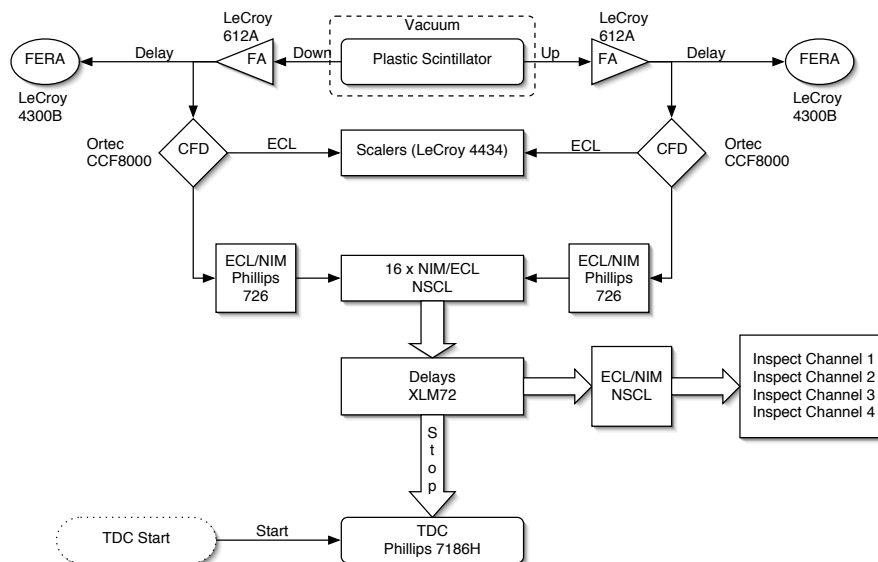 LeCroy
612A
Vacuum
LeCroy
612A
FERA
Delay
FA
Down
Plastic Scintillator
Up
FA
Delay
FERA
LeCroy
4300B
LeCroy
4300B
Ortec
CCF8000
CFD
ECL
Scalers (LeCroy 4434)
ECL
CFD
Ortec
CCF8000
ECL/NIM
Phillips
726
16 x NIM/ECL
NSCL
ECL/NIM
Phillips
726
Delays
XLM72
ECL/NIM
NSCL
Inspect Channel 1
Inspect Channel 2
Inspect Channel 3
Inspect Channel 4
Stop
TDC Start
Start
TDC
Phillips 7186H